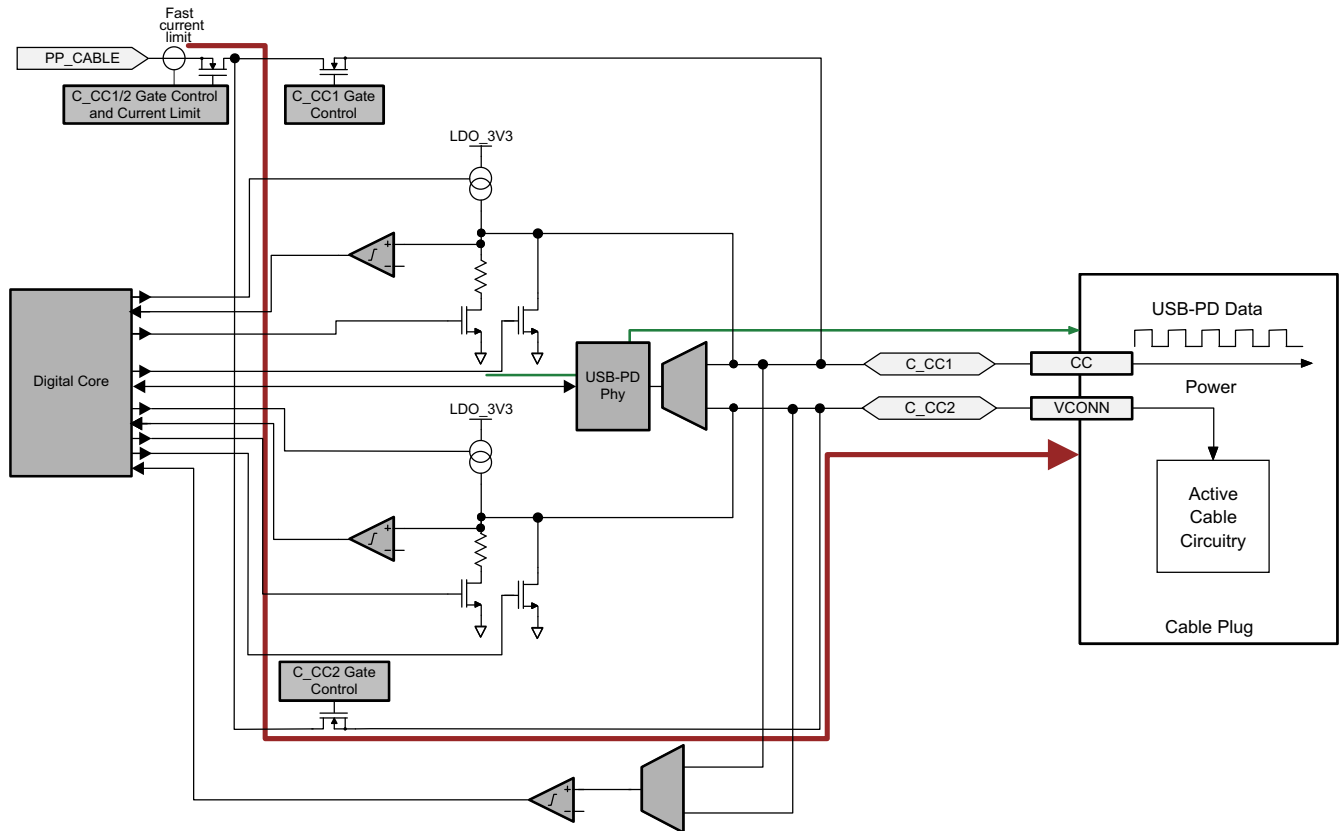 Fast
current
limit
PP_CABLE
C_CC1/2 Gate Control
and Current Limit
C_CC1 Gate
Control
LDO_3V3
+
−
Digital Core
USB-PD
Phy
C_CC1
C_CC2
CC
VCONN
USB-PD Data
Power
Active
Cable
Circuitry
Cable Plug
LDO_3V3
+
−
C_CC2 Gate
Control
+
−